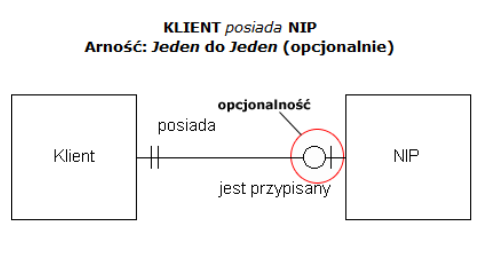 KLIENT posiada NIP
Arność: Jeden do Jeden (opcjonalnie)
opcjonalność
posiada
Klient
NIP
jest przypisany